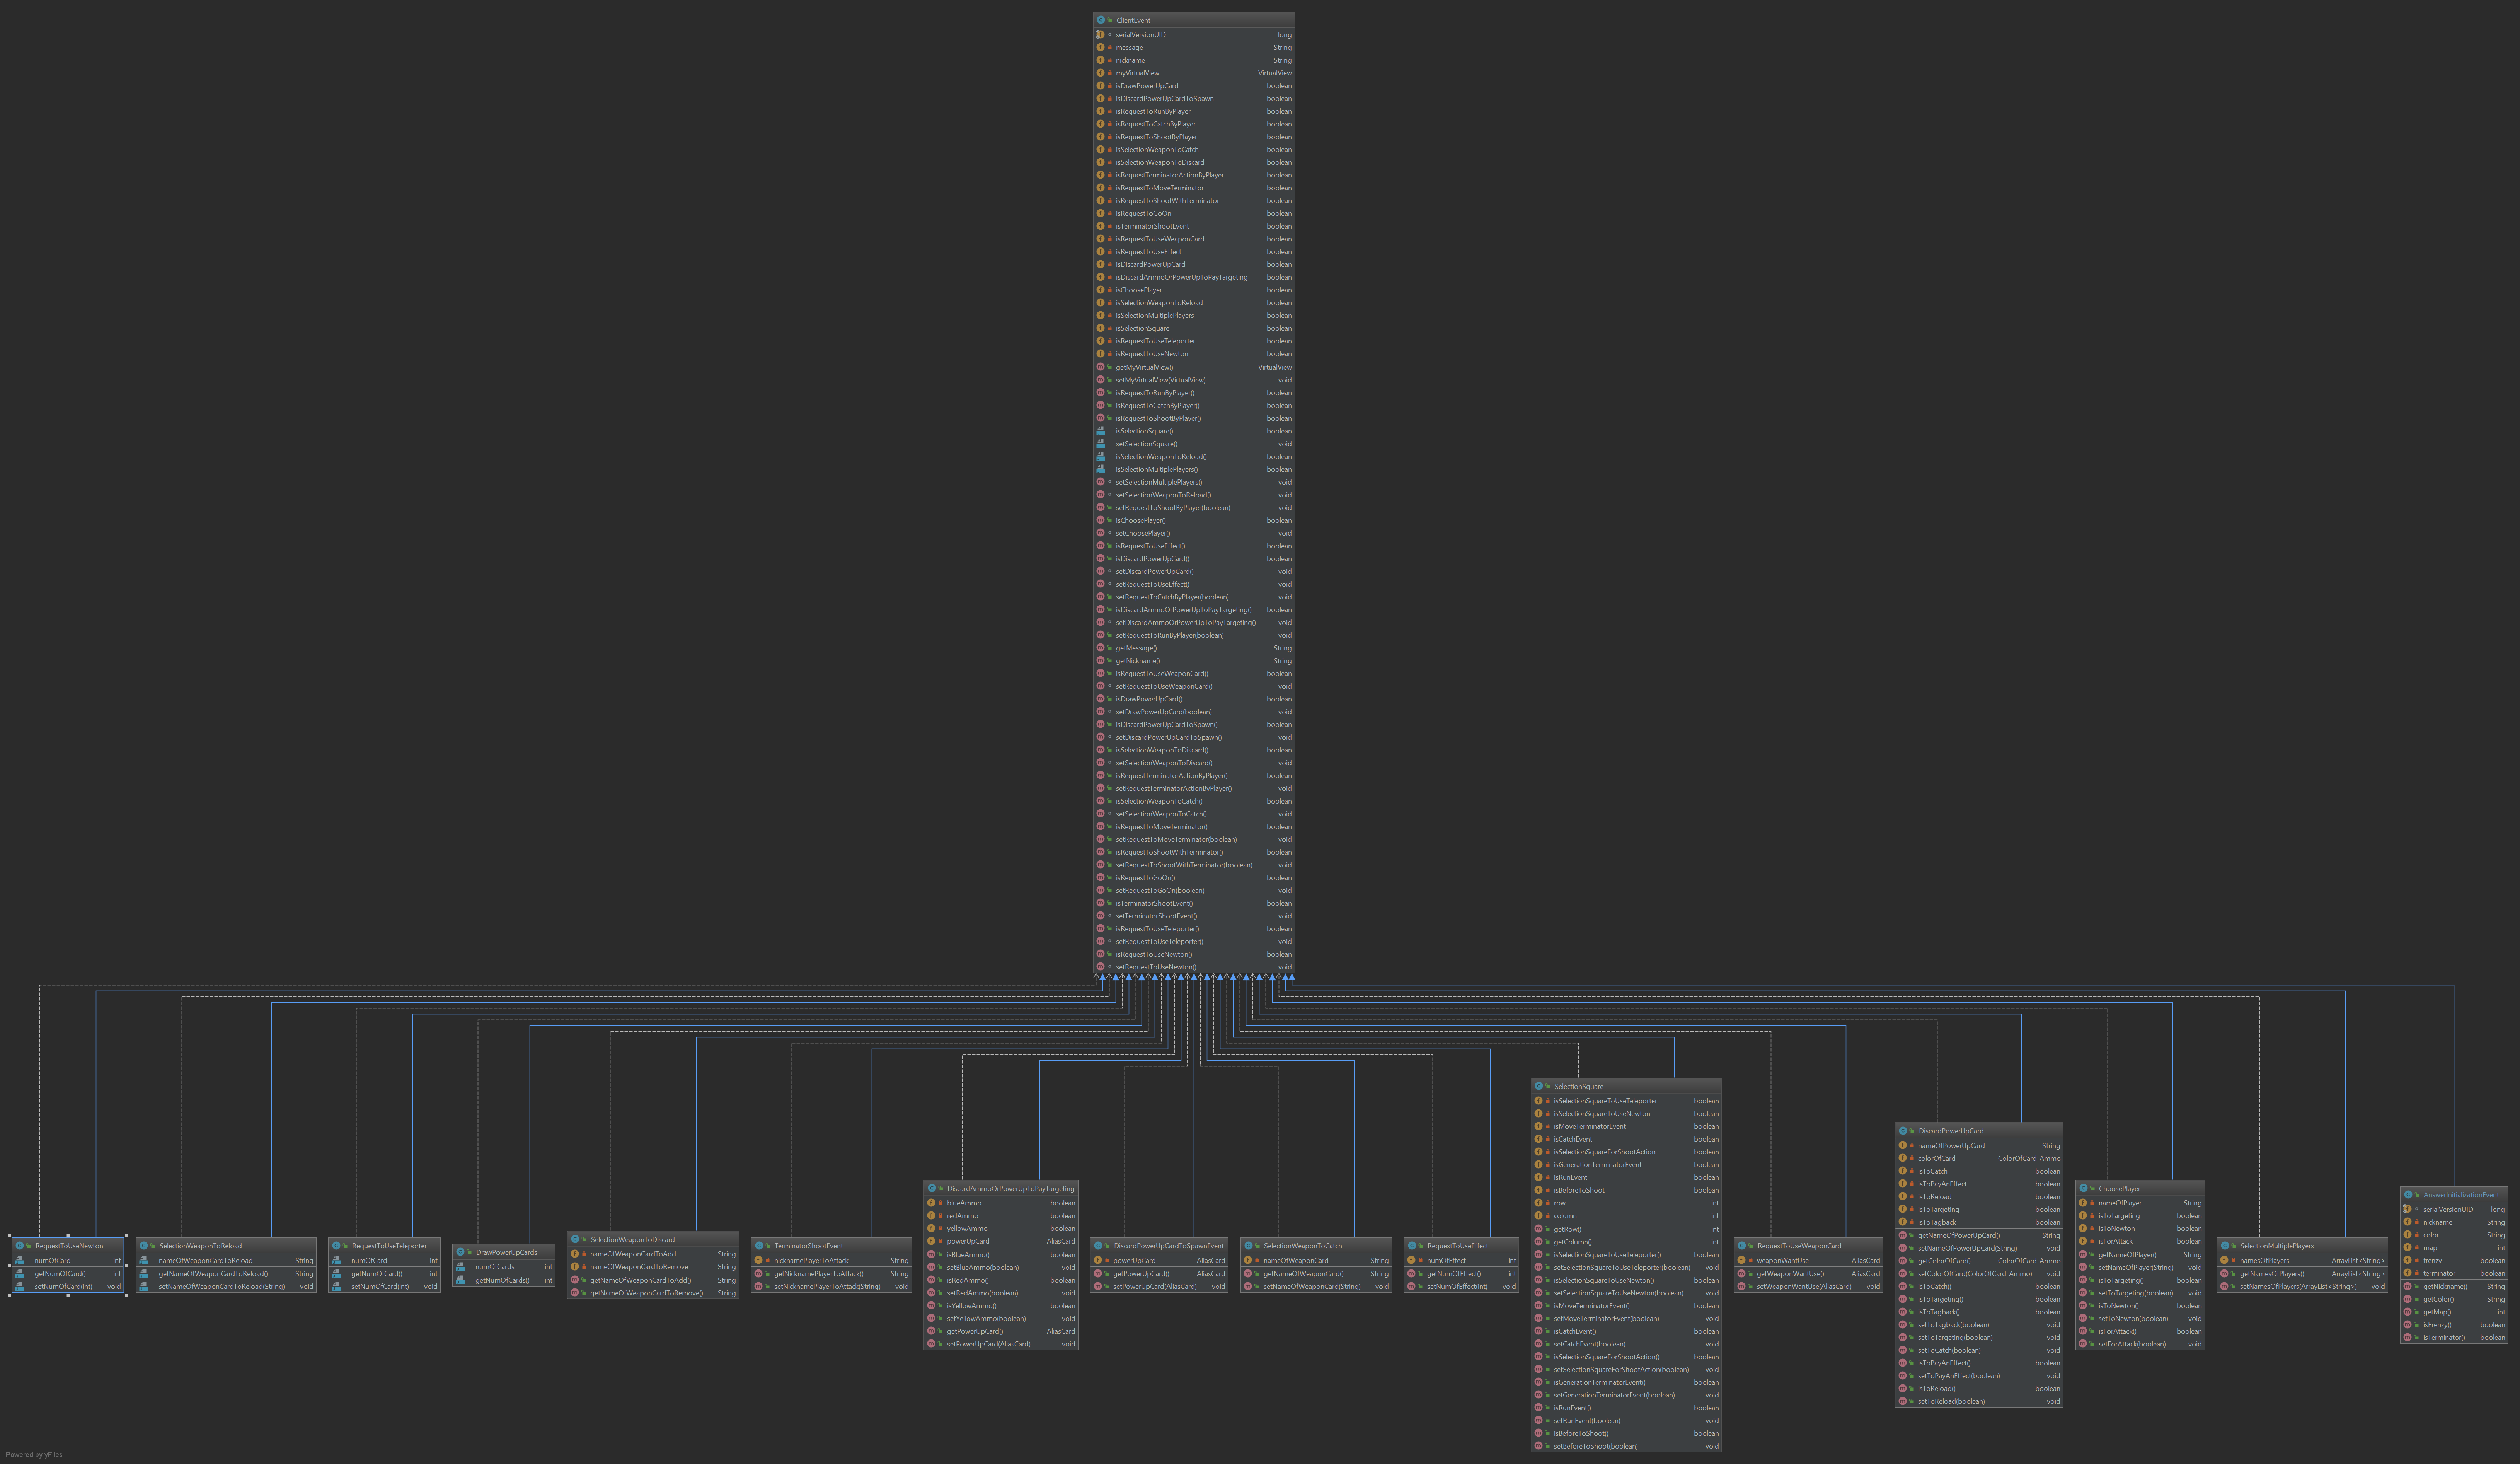 ClientEvent
serialVersionUID long
message String
nickname String
myVirtualView VirtualView
isDrawPowerUpCard boolean
isDiscardPowerUpCardToSpawn boolean
isRequestToRunByPlayer boolean
isRequestToCatchByPlayer boolean
isRequestToShootByPlayer boolean
isSelectionWeaponToCatch boolean
isSelectionWeaponToDiscard boolean
isRequestTerminatorActionByPlayer boolean
isRequestToMoveTerminator boolean
isRequestToShootWithTerminator boolean
isRequestToGoOn boolean
isTerminatorShootEvent boolean
isRequestToUseWeaponCard boolean
isRequestToUseEffect boolean
isDiscardPowerUpCard boolean
isDiscardAmmoOrPowerUpToPayTargeting boolean
isChoosePlayer boolean
isSelectionWeaponToReload boolean
isSelectionMultiplePlayers boolean
isSelectionSquare boolean
isRequestToUseTeleporter boolean
isRequestToUseNewton boolean
getMyVirtualView() VirtualView
setMyVirtualView(VirtualView) void
isRequestToRunByPlayer() boolean
isRequestToCatchByPlayer() boolean
isRequestToShootByPlayer() boolean
isSelectionSquare() boolean
setSelectionSquare() void
isSelectionWeaponToReload() boolean
isSelectionMultiplePlayers() boolean
setSelectionMultiplePlayers() void
setSelectionWeaponToReload() void
setRequestToShootByPlayer(boolean) void
isChoosePlayer() boolean
setChoosePlayer() void
isRequestToUseEffect() boolean
isDiscardPowerUpCard() boolean
setDiscardPowerUpCard() void
setRequestToUseEffect() void
setRequestToCatchByPlayer(boolean) void
isDiscardAmmoOrPowerUpToPayTargeting() boolean
setDiscardAmmoOrPowerUpToPayTargeting() void
setRequestToRunByPlayer(boolean) void
getMessage() String
getNickname() String
isRequestToUseWeaponCard() boolean
setRequestToUseWeaponCard() void
isDrawPowerUpCard() boolean
setDrawPowerUpCard(boolean) void
isDiscardPowerUpCardToSpawn() boolean
setDiscardPowerUpCardToSpawn() void
isSelectionWeaponToDiscard() boolean
setSelectionWeaponToDiscard() void
isRequestTerminatorActionByPlayer() boolean
setRequestTerminatorActionByPlayer() void
isSelectionWeaponToCatch() boolean
setSelectionWeaponToCatch() void
isRequestToMoveTerminator() boolean
setRequestToMoveTerminator(boolean) void
isRequestToShootWithTerminator() boolean
setRequestToShootWithTerminator(boolean) void
isRequestToGoOn() boolean
setRequestToGoOn(boolean) void
isTerminatorShootEvent() boolean
setTerminatorShootEvent() void
isRequestToUseTeleporter() boolean
setRequestToUseTeleporter() void
isRequestToUseNewton() boolean
setRequestToUseNewton() void
RequestToUseNewton
numOfCard int
getNumOfCard() int
setNumOfCard(int) void
SelectionWeaponToReload
nameOfWeaponCardToReload String
getNameOfWeaponCardToReload() String
setNameOfWeaponCardToReload(String) void
RequestToUseTeleporter
numOfCard int
getNumOfCard() int
setNumOfCard(int) void
DrawPowerUpCards
numOfCards int
getNumOfCards() int
SelectionWeaponToDiscard
nameOfWeaponCardToAdd String
nameOfWeaponCardToRemove String
getNameOfWeaponCardToAdd() String
getNameOfWeaponCardToRemove() String
TerminatorShootEvent
nicknamePlayerToAttack String
getNicknamePlayerToAttack() String
setNicknamePlayerToAttack(String) void
DiscardAmmoOrPowerUpToPayTargeting
blueAmmo boolean
redAmmo boolean
yellowAmmo boolean
powerUpCard AliasCard
isBlueAmmo() boolean
setBlueAmmo(boolean) void
isRedAmmo() boolean
setRedAmmo(boolean) void
isYellowAmmo() boolean
setYellowAmmo(boolean) void
getPowerUpCard() AliasCard
setPowerUpCard(AliasCard) void
DiscardPowerUpCardToSpawnEvent
powerUpCard AliasCard
getPowerUpCard() AliasCard
setPowerUpCard(AliasCard) void
SelectionWeaponToCatch
nameOfWeaponCard String
getNameOfWeaponCard() String
setNameOfWeaponCard(String) void
RequestToUseEffect
numOfEffect int
getNumOfEffect() int
setNumOfEffect(int) void
SelectionSquare
isSelectionSquareToUseTeleporter boolean
isSelectionSquareToUseNewton boolean
isMoveTerminatorEvent boolean
isCatchEvent boolean
isSelectionSquareForShootAction boolean
isGenerationTerminatorEvent boolean
isRunEvent boolean
isBeforeToShoot boolean
row int
column int
getRow() int
getColumn() int
isSelectionSquareToUseTeleporter() boolean
setSelectionSquareToUseTeleporter(boolean) void
isSelectionSquareToUseNewton() boolean
setSelectionSquareToUseNewton(boolean) void
isMoveTerminatorEvent() boolean
setMoveTerminatorEvent(boolean) void
isCatchEvent() boolean
setCatchEvent(boolean) void
isSelectionSquareForShootAction() boolean
setSelectionSquareForShootAction(boolean) void
isGenerationTerminatorEvent() boolean
setGenerationTerminatorEvent(boolean) void
isRunEvent() boolean
setRunEvent(boolean) void
isBeforeToShoot() boolean
setBeforeToShoot(boolean) void
RequestToUseWeaponCard
weaponWantUse AliasCard
getWeaponWantUse() AliasCard
setWeaponWantUse(AliasCard) void
DiscardPowerUpCard
nameOfPowerUpCard String
colorOfCard ColorOfCard_Ammo
isToCatch boolean
isToPayAnEffect boolean
isToReload boolean
isToTargeting boolean
isToTagback boolean
getNameOfPowerUpCard() String
setNameOfPowerUpCard(String) void
getColorOfCard() ColorOfCard_Ammo
setColorOfCard(ColorOfCard_Ammo) void
isToCatch() boolean
isToTargeting() boolean
isToTagback() boolean
setToTagback(boolean) void
setToTargeting(boolean) void
setToCatch(boolean) void
isToPayAnEffect() boolean
setToPayAnEffect(boolean) void
isToReload() boolean
setToReload(boolean) void
ChoosePlayer
nameOfPlayer String
isToTargeting boolean
isToNewton boolean
isForAttack boolean
getNameOfPlayer() String
setNameOfPlayer(String) void
isToTargeting() boolean
setToTargeting(boolean) void
isToNewton() boolean
setToNewton(boolean) void
isForAttack() boolean
setForAttack(boolean) void
SelectionMultiplePlayers
namesOfPlayers ArrayList<String>
getNamesOfPlayers() ArrayList<String>
setNamesOfPlayers(ArrayList<String>) void
AnswerInitializationEvent
serialVersionUID long
nickname String
color String
map int
frenzy boolean
terminator boolean
getNickname() String
getColor() String
getMap() int
isFrenzy() boolean
isTerminator() boolean
Powered by yFiles